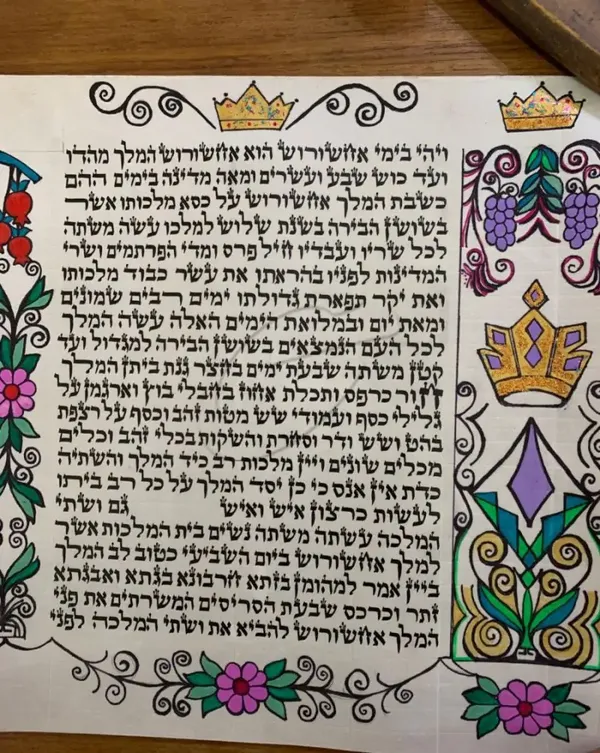 ויהי בימי אחשורוש הוא אחשורוש המלך מהדו
ועד כוש שבע ועשרים ומאה מדינה בימים ההם
כשבת המלך אחשורוש על כסא מלכותו אשר
בשושן הבירה בשנת שלוש למלכו עשה משתה
לכל שריו ועבדיו חיל פרס ומדי הפרתמים ושרי
המדינות לפניו בהראתו את עשר כבוד מלכותו
ואת יקר תפארת גדולתו ימים רבים שמונים
ומאת יום ובמלואת הימים האלה עשה המלך
לכל העם הנמצאים בשושן הבירה למגדול ועד
קטן משתה שבעת ימים בחצר גנת ביתן המלך
חור כרפס ותכלת אחוז בחבלי בוץ וארגמן על
גלילי כסף ועמודי שש מטות זהב וכסף על רצפת
בהט ושש ודר וסחרת והשקות בכלי זהב וכלים
מכלים שונים ויין מלכות רב כיד המלך והשתיה
כדת אין אנס כי כן יסד המלך על כל רב ביתו
לעשות כרצון איש ואיש גם ושתי
המלכה עשתה משתה נשים בית המלכות אשר
למלך אחשורוש ביום השביעי כטוב לב המלך
ביין אמר למהומן בזתא חרבונא בגתא ואבגתא
זתר וכרכס שבעת הסריסים המשרתים את פני
המלך אחשורוש להביא את ושתי המלכה לפני